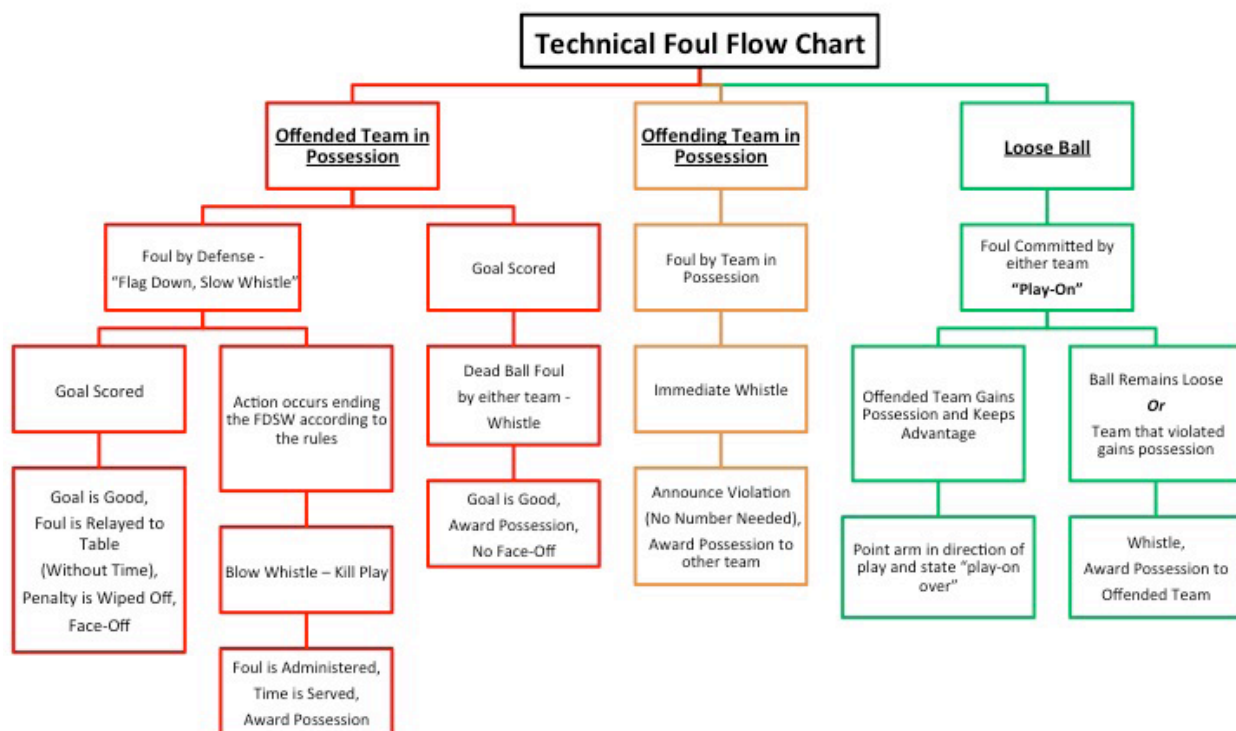 Technical Foul Flow Chart
Offended Team in
Possession
Foul by Defense -
“Flag Down, Slow Whistle”
Goal Scored
Goal is Good,
Foul is Relayed to
Table
(Without Time),
Penalty is Wiped Off,
Face-Off
Action occurs ending
the FDSW according to
the rules
Blow Whistle – Kill Play
Foul is Administered,
Time is Served,
Award Possession
Goal Scored
Dead Ball Foul
by either team -
Whistle
Goal is Good,
Award Possession,
No Face-Off
Offending Team in
Possession
Foul by Team in
Possession
Immediate Whistle
Announce Violation
(No Number Needed),
Award Possession to
other team
Loose Ball
Foul Committed by
either team
“Play-On”
Offended Team Gains
Possession and Keeps
Advantage
Point arm in direction of
play and state “play-on
over”
Ball Remains Loose
Or
Team that violated
gains possession
Whistle,
Award Possession to
Offended Team